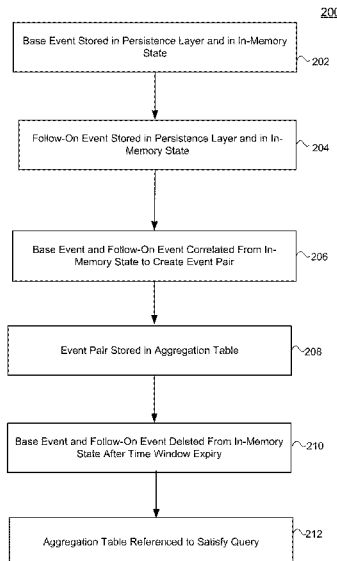 200
Base Event Stored in Persistence Layer and in In-Memory
State
202
Follow-On Event Stored in Persistence Layer and in In-
Memory State
204
Base Event and Follow-On Event Correlated From In-
Memory State to Create Event Pair
206
Event Pair Stored in Aggregation Table
208
Base Event and Follow-On Event Deleted From In-Memory
State After Time Window Expiry
210
Aggregation Table Referenced to Satisfy Query
212